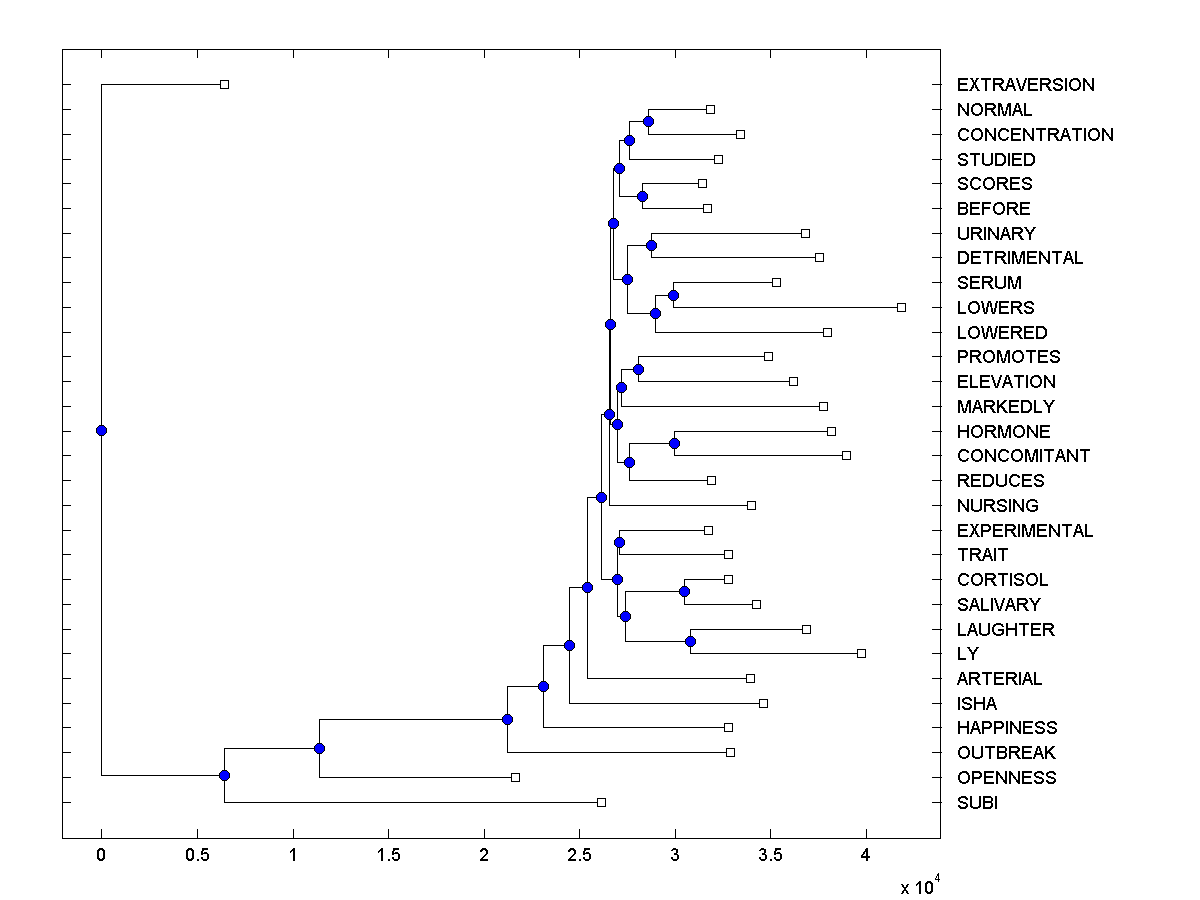 EXTRAVERSION
NORMAL
CONCENTRATION
STUDIED
SCORES
BEFORE
URINARY
DETRIMENTAL
SERUM
LOWERS
LOWERED
PROMOTES
ELEVATION
MARKEDLY
HORMONE
CONCOMITANT
REDUCES
NURSING
EXPERIMENTAL
TRAIT
CORTISOL
SALIVARY
LAUGHTER
LY
ARTERIAL
ISHA
HAPPINESS
OUTBREAK
OPENNESS
SUBI
0 0.5 1 1.5 2 2.5 3 3.5 4
x 10^4